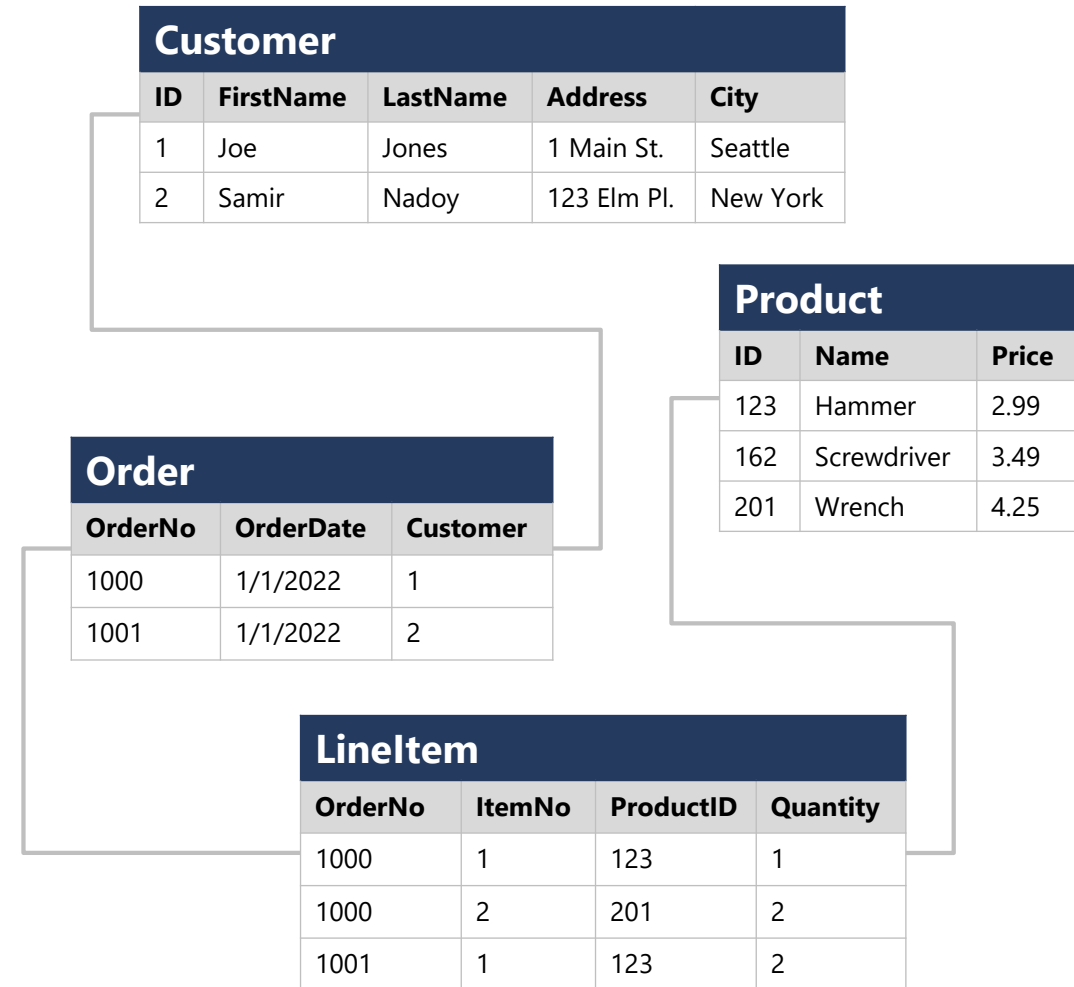 Customer
ID FirstName LastName Address City
1 Joe Jones 1 Main St. Seattle
2 Samir Nadoy 123 Elm Pl. New York
Product
ID Name Price
123 Hammer 2.99
162 Screwdriver 3.49
201 Wrench 4.25
Order
OrderNo OrderDate Customer
1000 1/1/2022 1
1001 1/1/2022 2
LineItem
OrderNo ItemNo ProductID Quantity
1000 1 123 1
1000 2 201 2
1001 1 123 2